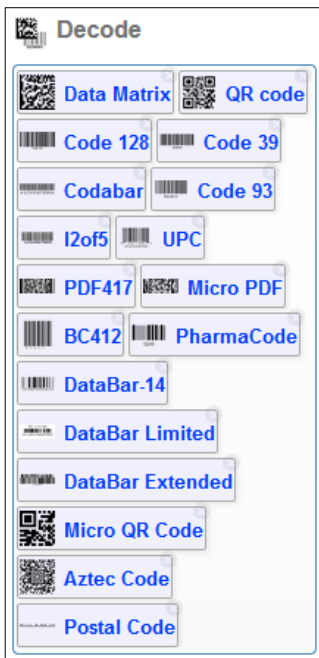 Decode
Data Matrix QR code
Code 128 Code 39
Codabar Code 93
I2of5 UPC
PDF417 Micro PDF
BC412 PharmaCode
DataBar-14
DataBar Limited
DataBar Extended
Micro QR Code
Aztec Code
Postal Code